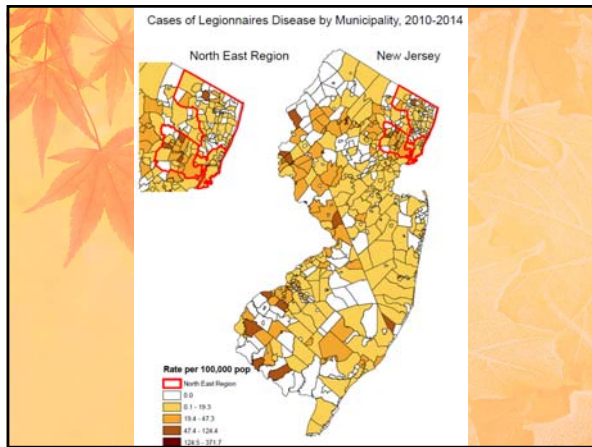 Cases of Legionnaires Disease by Municipality, 2010-2014
North East Region
New Jersey
Rate per 100,000 pop
North East Region
0.0
0.1 - 19.3
19.4 - 47.3
47.4 - 124.4
124.5 - 371.7